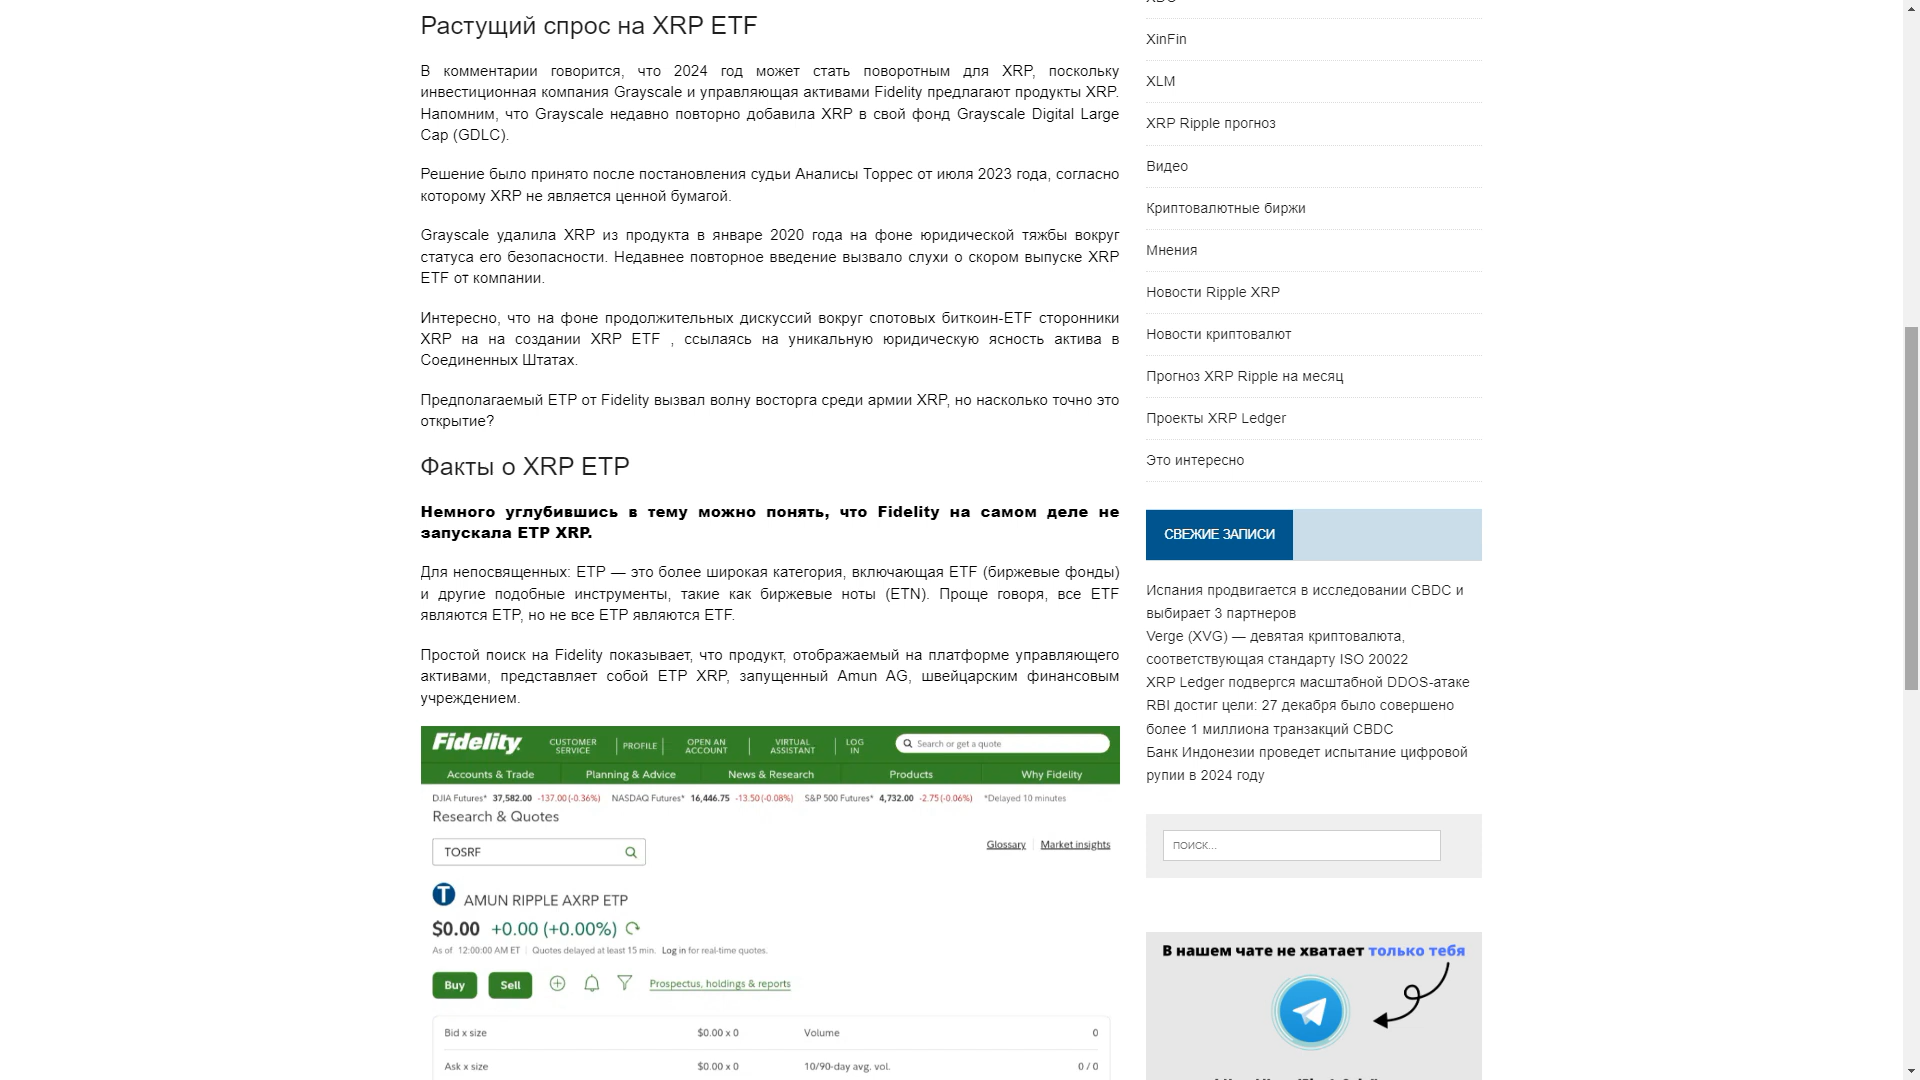 Растущий спрос на XRP ETF
В комментарии говорится, что 2024 год может стать поворотным для XRP, поскольку
инвестиционная компания Grayscale и управляющая активами Fidelity предлагают продукты XRP.
Напомним, что Grayscale недавно повторно добавила XRP в свой фонд Grayscale Digital Large
Cap (GDLC).
Решение было принято после постановления судьи Аналисы Торрес от июля 2023 года, согласно
которому XRP не является ценной бумагой.
Grayscale удалила XRP из продукта в январе 2020 года на фоне юридической тяжбы вокруг
статуса его безопасности. Недавнее повторное введение вызвало слухи о скором выпуске XRP
ETF от компании.
Интересно, что на фоне продолжительных дискуссий вокруг спотовых биткоин-ETF сторонники
XRP на на создании XRP ETF , ссылаясь на уникальную юридическую ясность актива в
Соединенных Штатах.
Предполагаемый ETP от Fidelity вызвал волну восторга среди армии XRP, но насколько точно это
открытие?
Факты о XRP ETP
Немного углубившись в тему можно понять, что Fidelity на самом деле не
запускала ETP XRP.
Для непосвященных: ETP — это более широкая категория, включающая ETF (биржевые фонды)
и другие подобные инструменты, такие как биржевые ноты (ETN). Проще говоря, все ETF
являются ETP, но не все ETP являются ETF.
Простой поиск на Fidelity показывает, что продукт, отображаемый на платформе управляющего
активами, представляет собой ETP XRP, запущенный Amun AG, швейцарским финансовым
учреждением.
Fidelity
CUSTOMER SERVICE
PROFILE
OPEN AN ACCOUNT
VIRTUAL ASSISTANT
LOG IN
Search or get a quote
Accounts & Trade
Planning & Advice
News & Research
Products
Why Fidelity
DJIA Futures* 37,582.00 -137.00 (-0.36%) NASDAQ Futures* 16,446.75 -13.50 (-0.08%) S&P 500 Futures* 4,732.00 -2.75 (-0.06%) *Delayed 10 minutes
Research & Quotes
TOSRF
Glossary
Market insights
T
AMUN RIPPLE AXRP ETP
$0.00 +0.00 (+0.00%)
As of 12:00:00 AM ET | Quotes delayed at least 15 min. Log in for real-time quotes.
Buy
Sell
Prospectus, holdings & reports
Bid x size $0.00 x 0 Volume 0
Ask x size $0.00 x 0 10/90-day avg. vol. 0 / 0
XinFin
XLM
XRP Ripple прогноз
Видео
Криптовалютные биржи
Мнения
Новости Ripple XRP
Новости криптовалют
Прогноз XRP Ripple на месяц
Проекты XRP Ledger
Это интересно
СВЕЖИЕ ЗАПИСИ
Испания продвигается в исследовании CBDC и
выбирает 3 партнеров
Verge (XVG) — девятая криптовалюта,
соответствующая стандарту ISO 20022
XRP Ledger подвергся масштабной DDOS-атаке
RBI достиг цели: 27 декабря было совершено
более 1 миллиона транзакций CBDC
Банк Индонезии проведет испытание цифровой
рупии в 2024 году
поиск...
В нашем чате не хватает только тебя